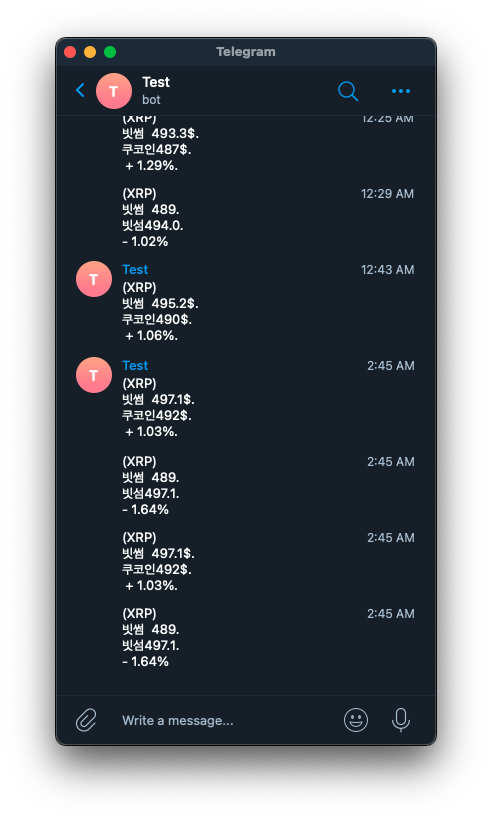 Telegram
T
Test
bot
(XRP) 12:25 AM
빗썸 493.3$.
쿠코인487$.
+ 1.29%.
(XRP) 12:29 AM
빗썸 489.
빗섬494.0.
- 1.02%
T
Test 12:43 AM
(XRP)
빗썸 495.2$.
쿠코인490$.
+ 1.06%.
T
Test 2:45 AM
(XRP)
빗썸 497.1$.
쿠코인492$.
+ 1.03%.
(XRP) 2:45 AM
빗썸 489.
빗섬497.1.
- 1.64%
(XRP) 2:45 AM
빗썸 497.1$.
쿠코인492$.
+ 1.03%.
(XRP) 2:45 AM
빗썸 489.
빗섬497.1.
- 1.64%
Write a message...